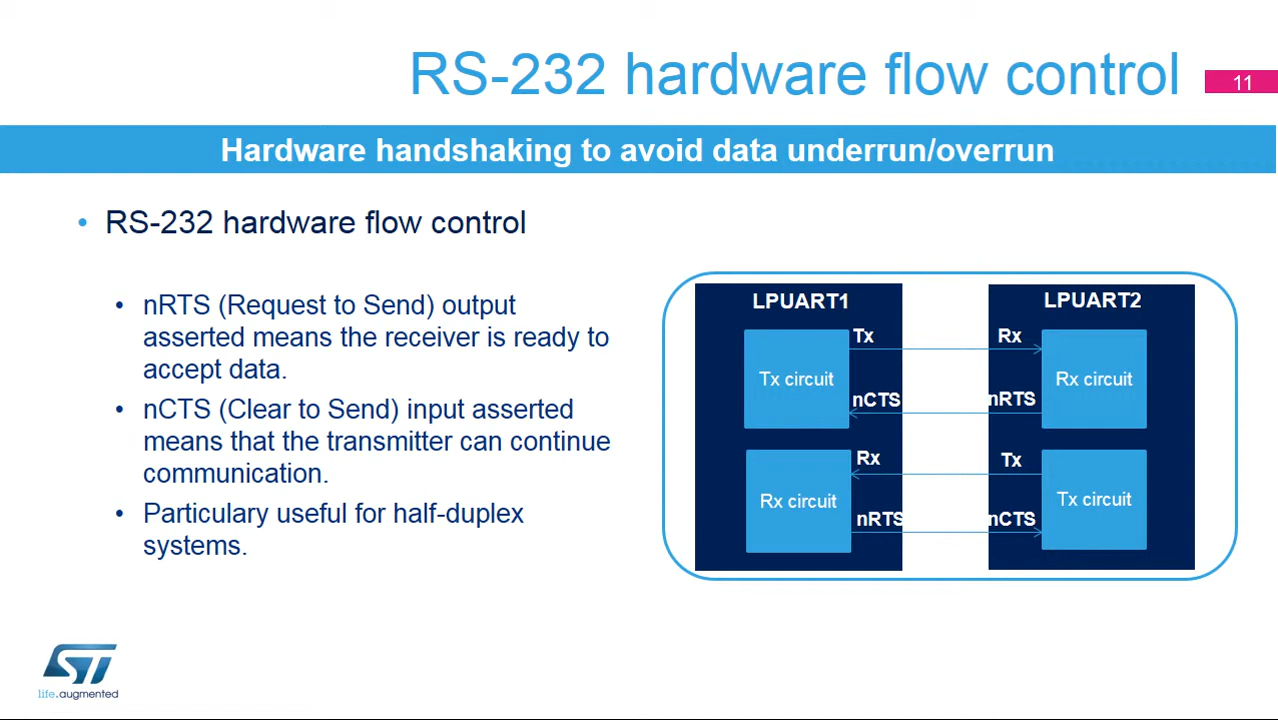 RS-232 hardware flow control
11
Hardware handshaking to avoid data underrun/overrun
• RS-232 hardware flow control
• nRTS (Request to Send) output
asserted means the receiver is ready to
accept data.
• nCTS (Clear to Send) input asserted
means that the transmitter can continue
communication.
• Particulary useful for half-duplex
systems.
LPUART1
LPUART2
Tx
Rx
Tx circuit
Rx circuit
nCTS
nRTS
Rx
Tx
Rx circuit
Tx circuit
nRTS
nCTS
ST
life.augmented